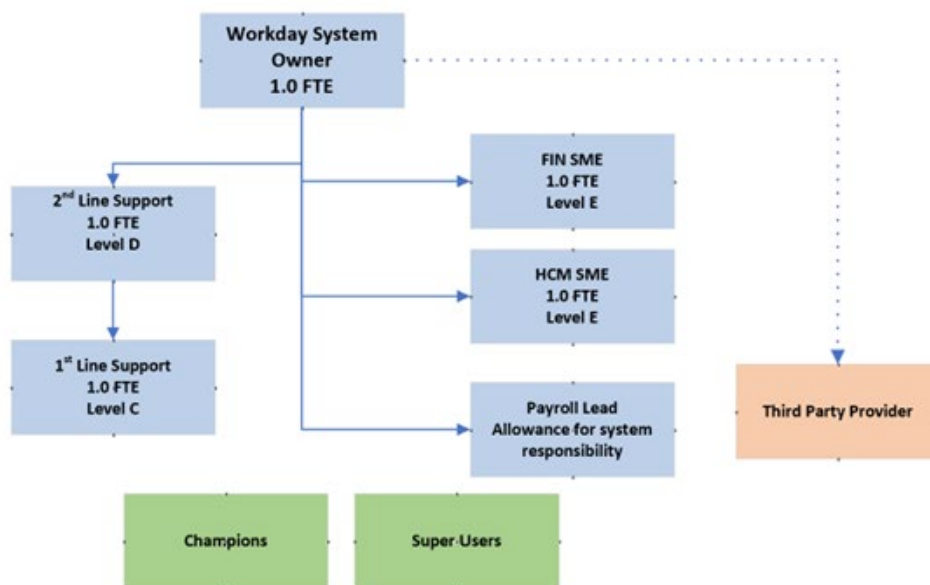 Workday System
Owner
1.0 FTE
FIN SME
1.0 FTE
Level E
2nd Line Support
1.0 FTE
Level D
HCM SME
1.0 FTE
Level E
1st Line Support
1.0 FTE
Level C
Payroll Lead
Allowance for system
responsibility
Third Party Provider
Champions
Super Users